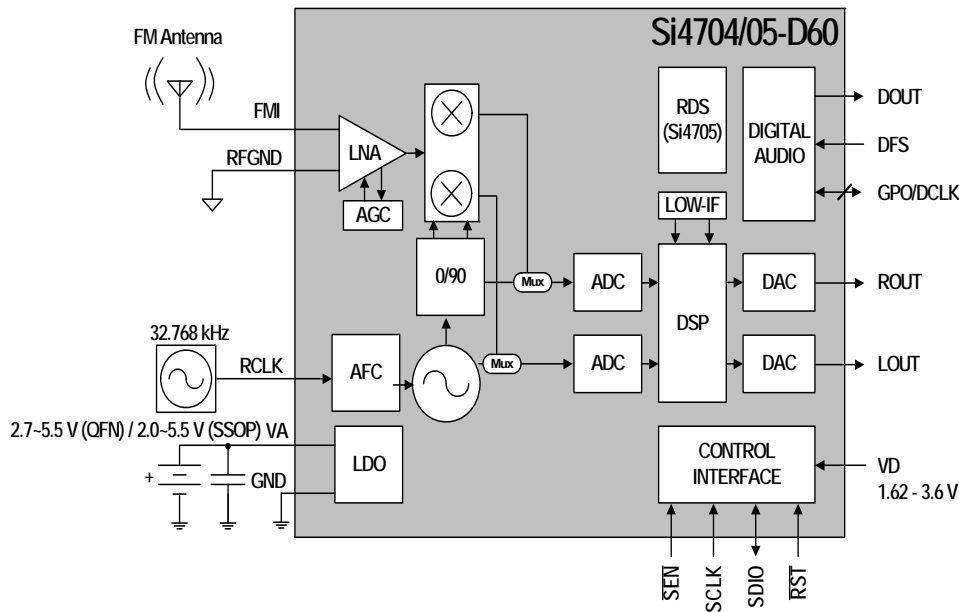 Si4704/05-D60
FM Antenna
FMI
RFGND
LNA
AGC
RDS
(Si4705)
DIGITAL
AUDIO
DOUT
DFS
GPO/DCLK
LOW-IF
0/90
Mux
ADC
DSP
DAC
ROUT
32.768 kHz
RCLK
AFC
Mux
ADC
DAC
LOUT
2.7~5.5 V (QFN) / 2.0~5.5 V (SSOP) VA
LDO
+
GND
CONTROL
INTERFACE
VD
1.62 - 3.6 V
SEN
SCLK
SDIO
RST